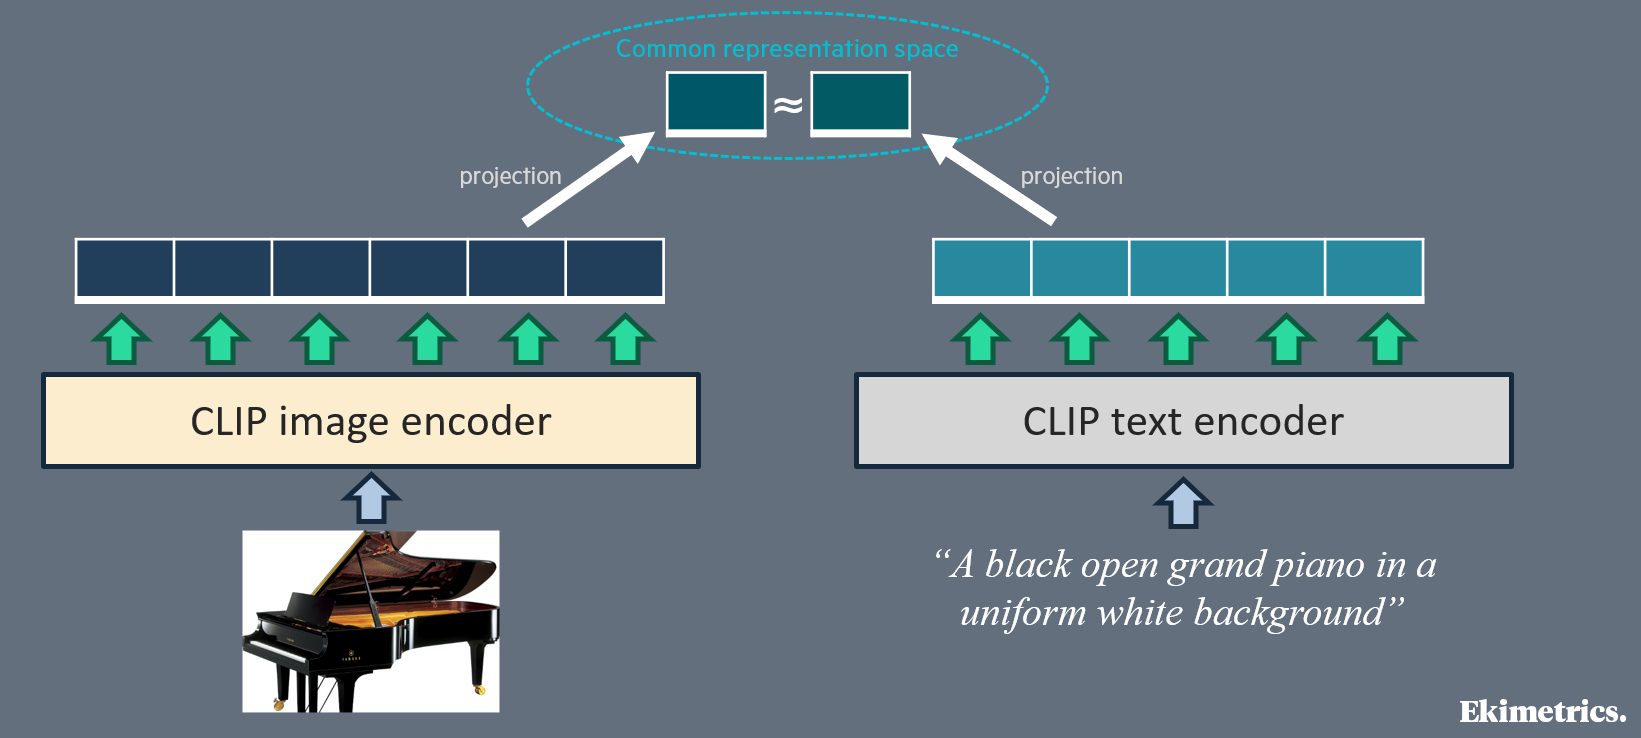 Common representation space
≈
projection
projection
CLIP image encoder
CLIP text encoder
“A black open grand piano in a
uniform white background”
YAMAHA
Ekimetrics.